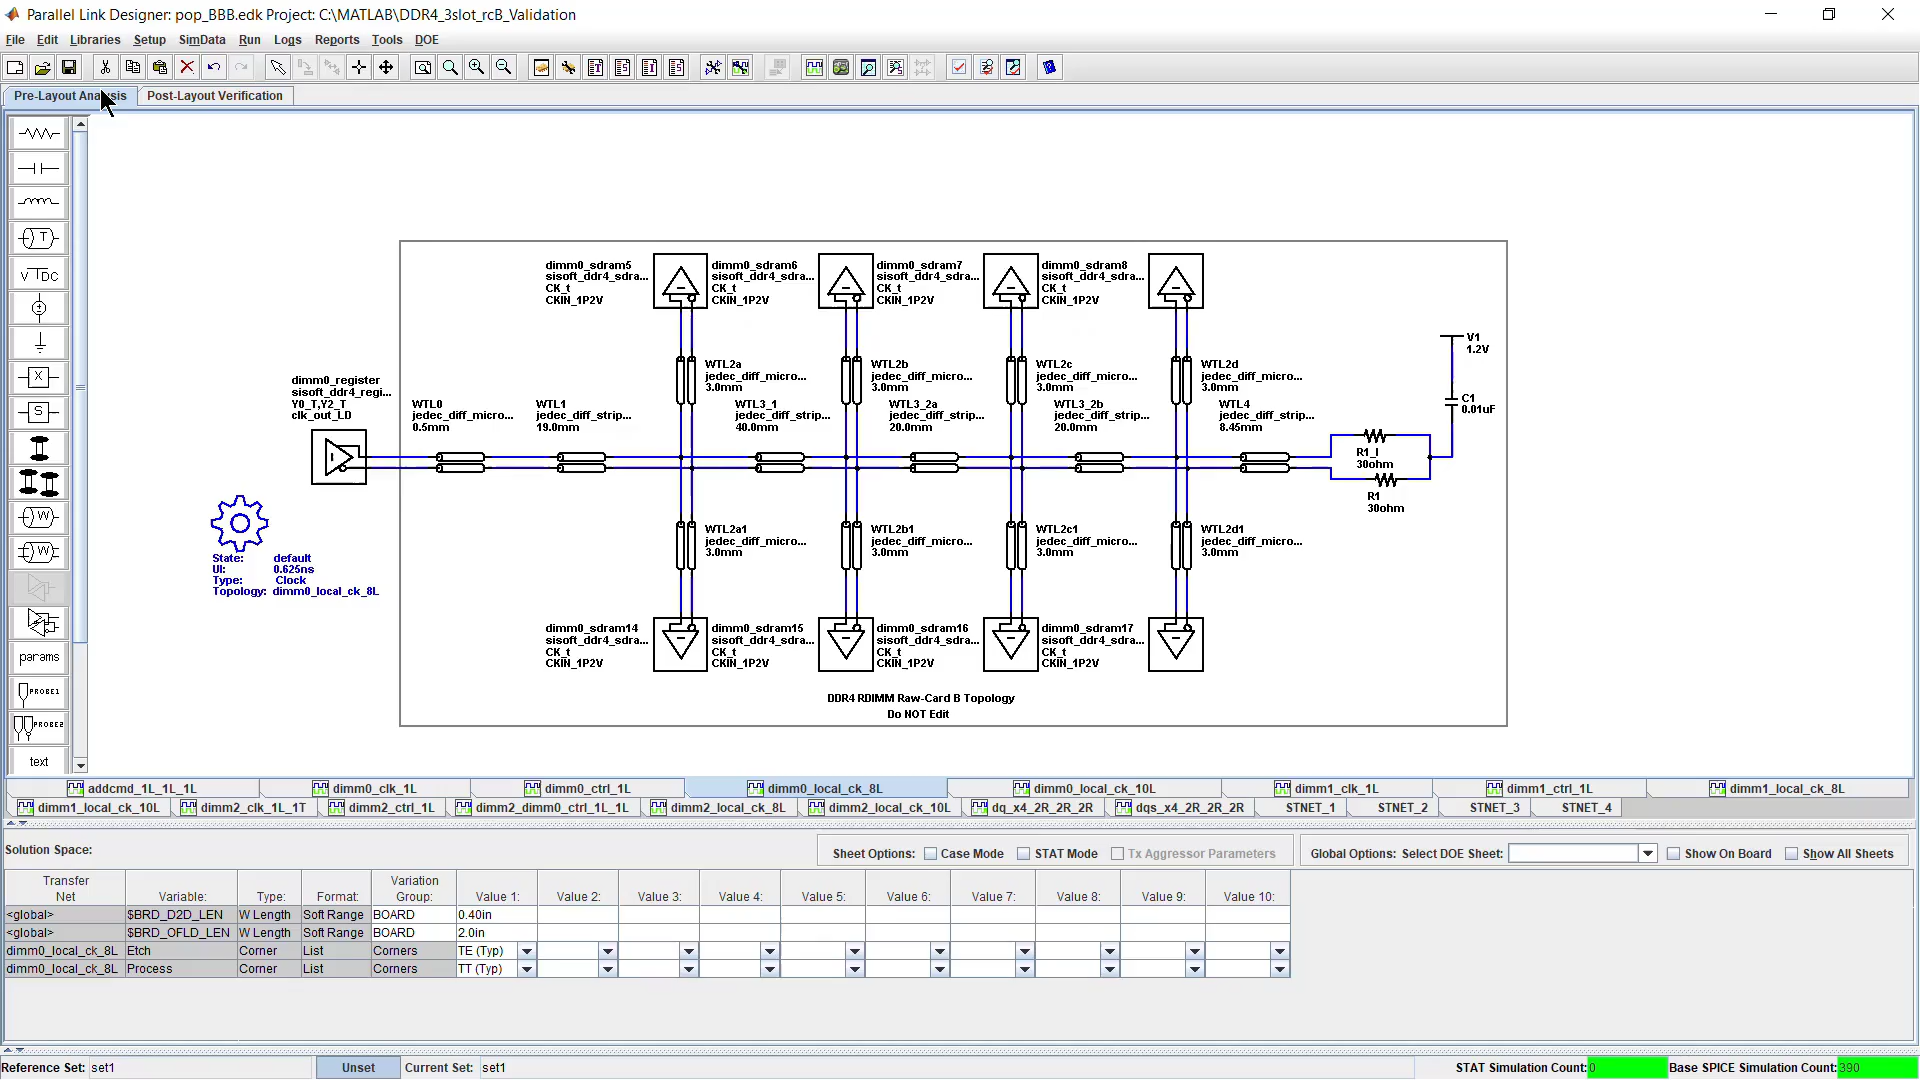 Parallel Link Designer: pop_BBB.edk Project: C:\MATLAB\DDR4_3slot_rcB_Validation
File Edit Libraries Setup Run SimData Logs Reports Tools DOE
Pre-Layout Analysis Post-Layout Verification
T
V DC
X
S
W
W
params
PROBE1
PROBE2
text
dimm0_sdram5
sisoft_ddr4_sdra...
CK_t
CKIN_1P2V
dimm0_sdram6
sisoft_ddr4_sdra...
CK_t
CKIN_1P2V
dimm0_sdram7
sisoft_ddr4_sdra...
CK_t
CKIN_1P2V
dimm0_sdram8
sisoft_ddr4_sdra...
CK_t
CKIN_1P2V
V1
1.2V
WTL2a
jedec_diff_micro...
3.0mm
WTL2b
jedec_diff_micro...
3.0mm
WTL2c
jedec_diff_micro...
3.0mm
WTL2d
jedec_diff_micro...
3.0mm
dimm0_register
sisoft_ddr4_regi...
Y0_T,Y2_T
clk_out_LD
WTL0
jedec_diff_micro...
0.5mm
WTL1
jedec_diff_strip...
19.0mm
WTL3_1
jedec_diff_strip...
40.0mm
WTL3_2a
jedec_diff_strip...
20.0mm
WTL3_2b
jedec_diff_strip...
20.0mm
WTL4
jedec_diff_strip...
8.45mm
C1
0.01uF
R1_I
30ohm
R1
30ohm
State: default
UI: 0.625ns
Type: Clock
Topology: dimm0_local_ck_8L
WTL2a1
jedec_diff_micro...
3.0mm
WTL2b1
jedec_diff_micro...
3.0mm
WTL2c1
jedec_diff_micro...
3.0mm
WTL2d1
jedec_diff_micro...
3.0mm
dimm0_sdram14
sisoft_ddr4_sdra...
CK_t
CKIN_1P2V
dimm0_sdram15
sisoft_ddr4_sdra...
CK_t
CKIN_1P2V
dimm0_sdram16
sisoft_ddr4_sdra...
CK_t
CKIN_1P2V
dimm0_sdram17
sisoft_ddr4_sdra...
CK_t
CKIN_1P2V
DDR4 RDIMM Raw-Card B Topology
Do NOT Edit
addcmd_1L_1L_1L dimm0_clk_1L dimm0_ctrl_1L dimm0_local_ck_8L dimm0_local_ck_10L dimm1_clk_1L dimm1_ctrl_1L dimm1_local_ck_8L
dimm1_local_ck_10L dimm2_clk_1L_1T dimm2_ctrl_1L dimm2_dimm0_ctrl_1L_1L dimm2_local_ck_8L dimm2_local_ck_10L dq_x4_2R_2R_2R dqs_x4_2R_2R_2R STNET_1 STNET_2 STNET_3 STNET_4
Solution Space: Sheet Options: Case Mode STAT Mode Tx Aggressor Parameters Global Options: Select DOE Sheet: Show On Board Show All Sheets
Transfer Net Variable: Type: Format: Variation Group: Value 1: Value 2: Value 3: Value 4: Value 5: Value 6: Value 7: Value 8: Value 9: Value 10:
<global> $BRD_D2D_LEN W Length Soft Range BOARD 0.40in
<global> $BRD_OFLD_LEN W Length Soft Range BOARD 2.0in
dimm0_local_ck_8L Etch Corner List Corners TE (Typ)
dimm0_local_ck_8L Process Corner List Corners TT (Typ)
Reference Set: set1 Unset Current Set: set1 STAT Simulation Count: 0 Base SPICE Simulation Count: 390